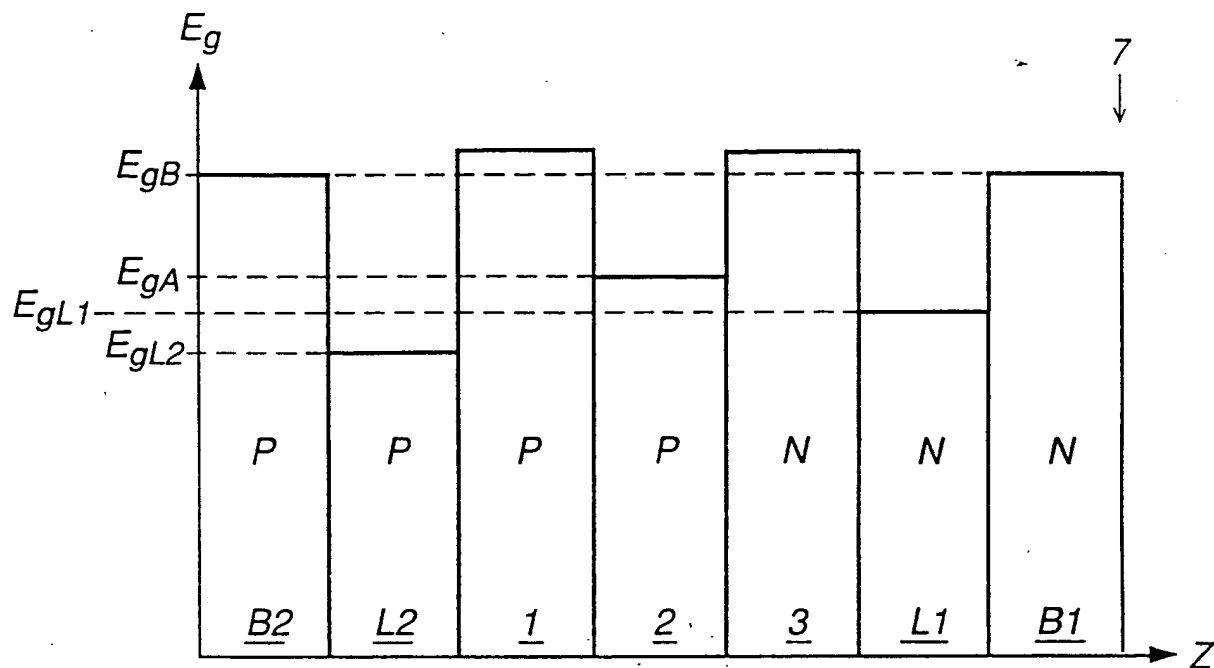 E_g
7
E_gB
E_gA
E_gL1
E_gL2
P P P P N N N
B2 L2 1 2 3 L1 B1
Z